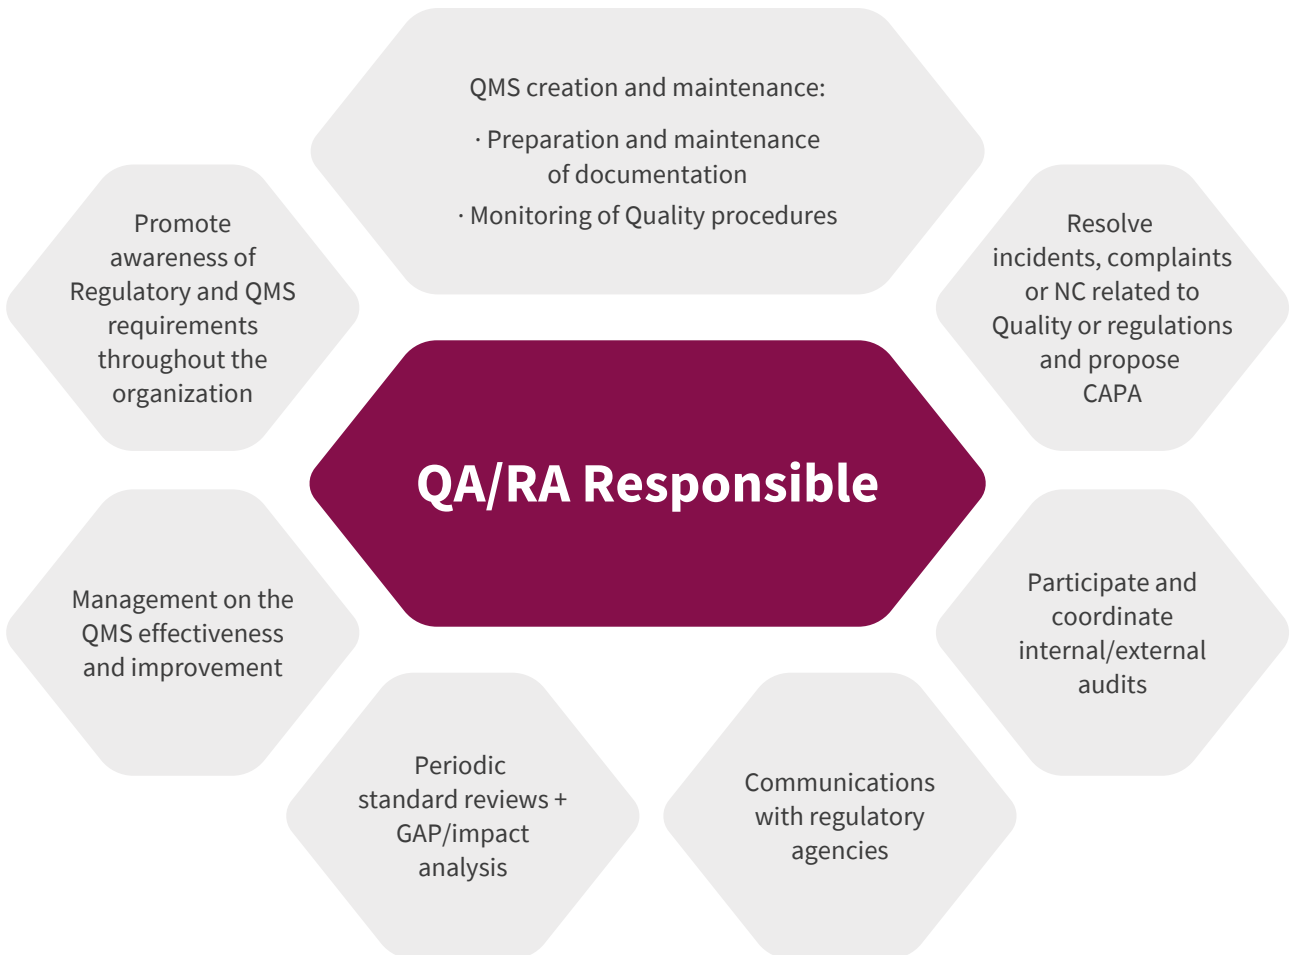 QMS creation and maintenance:
· Preparation and maintenance
of documentation
· Monitoring of Quality procedures
Promote
awareness of
Regulatory and QMS
requirements
throughout the
organization
Resolve
incidents, complaints
or NC related to
Quality or regulations
and propose
CAPA
QA/RA Responsible
Management on the
QMS effectiveness
and improvement
Participate and
coordinate
internal/external
audits
Periodic
standard reviews +
GAP/impact
analysis
Communications
with regulatory
agencies